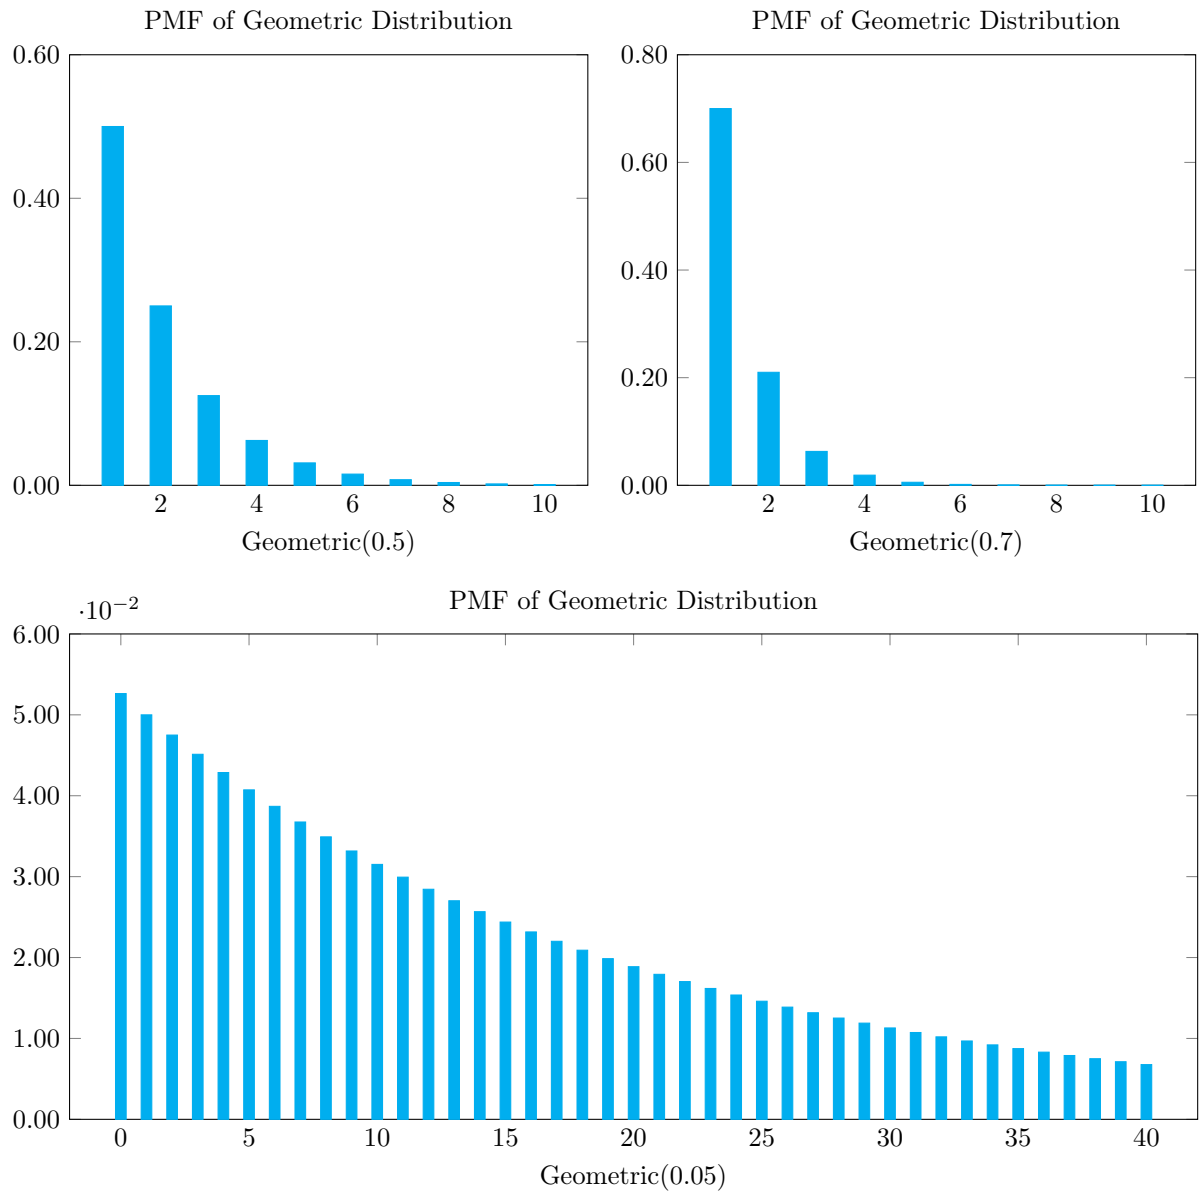 PMF of Geometric Distribution
0.60
0.40
0.20
0.00
2 4 6 8 10
Geometric(0.5)
PMF of Geometric Distribution
0.80
0.60
0.40
0.20
0.00
2 4 6 8 10
Geometric(0.7)
PMF of Geometric Distribution
·10⁻²
6.00
5.00
4.00
3.00
2.00
1.00
0.00
0 5 10 15 20 25 30 35 40
Geometric(0.05)